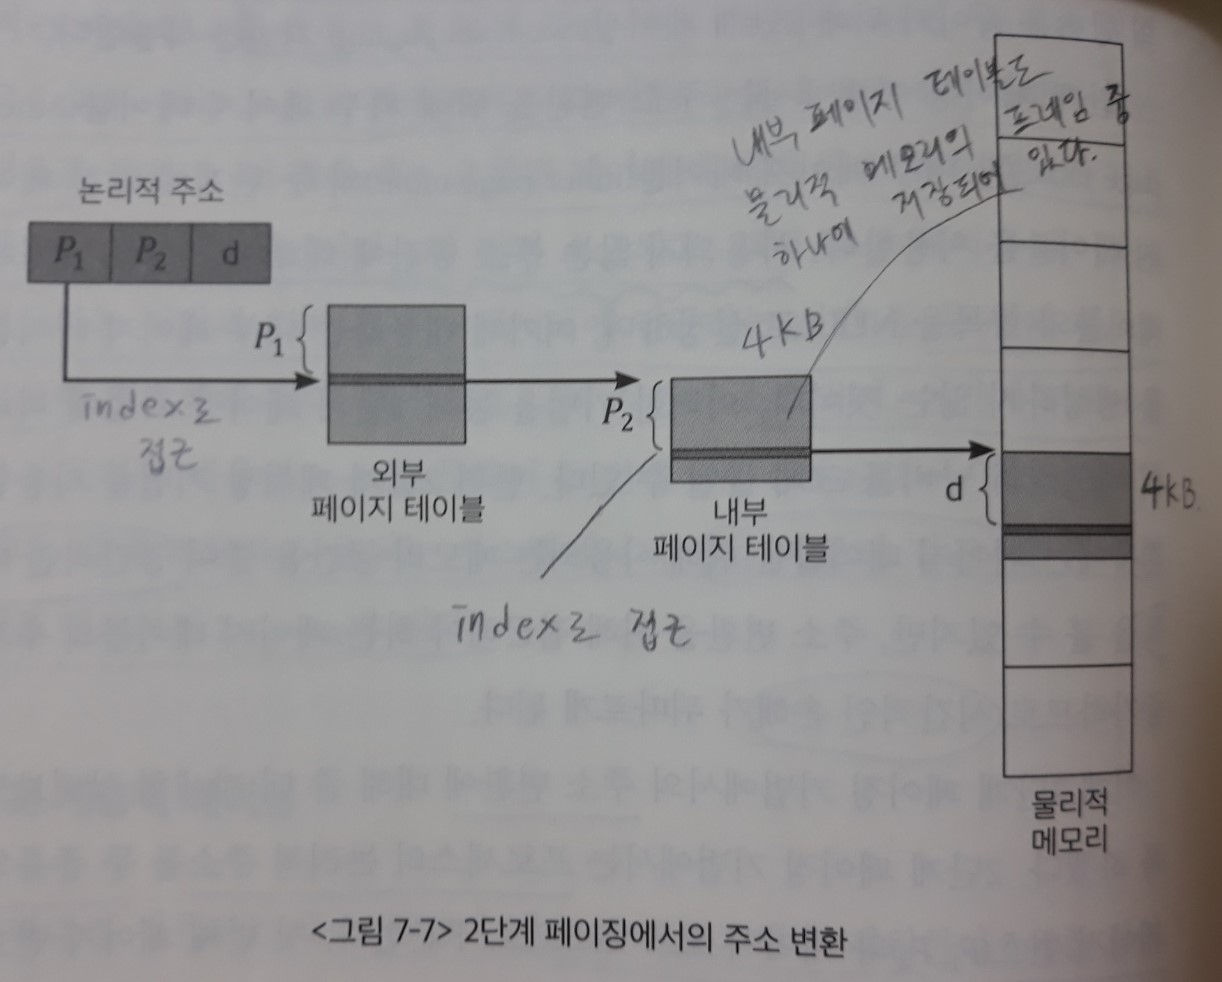 내부 페이지 테이블도
물리적 메모리의 프레임 중
하나에 저장되어 있다.
논리적 주소
P₁ P₂ d
P₁
index로
접근
외부
페이지 테이블
4KB
P₂
내부
페이지 테이블
index로 접근
d
4KB.
물리적
메모리
<그림 7-7> 2단계 페이징에서의 주소 변환